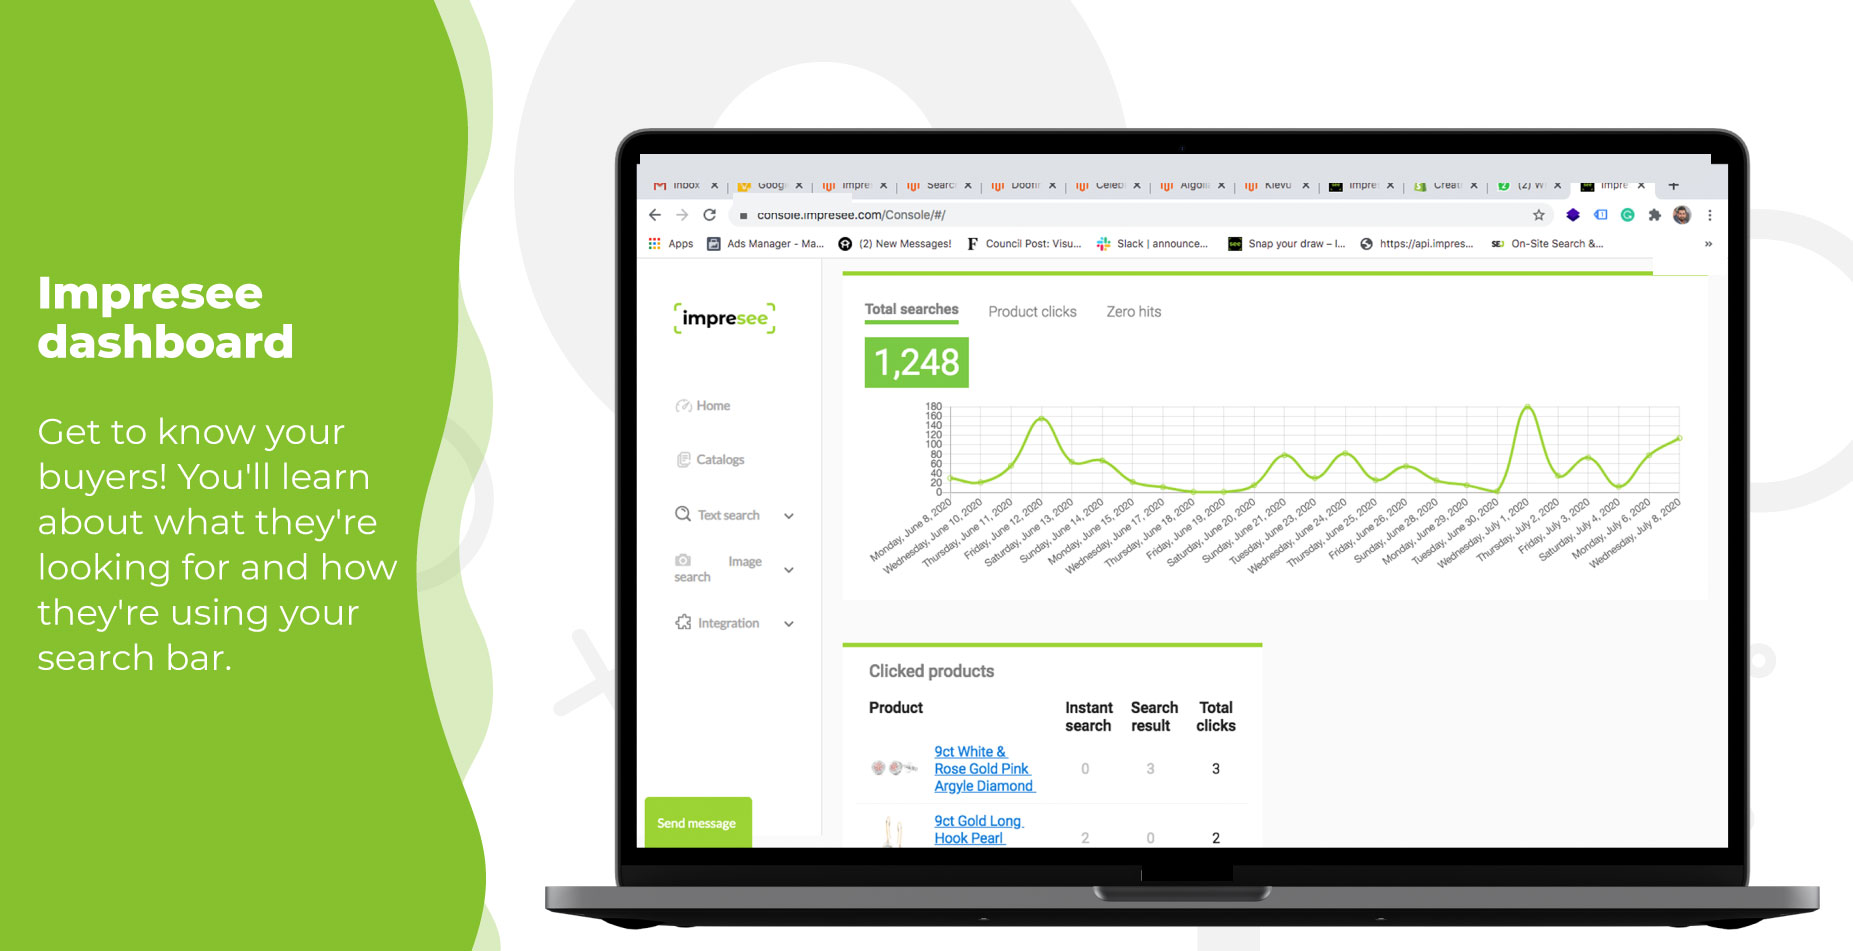 Impresee
dashboard
Get to know your
buyers! You'll learn
about what they're
looking for and how
they're using your
search bar.
Inbox
Googl
Impre
Searc
Doofi
Celeb
Algoli
Klevu
Impre
Creat
(2) W
Impre
console.impresee.com/Console/#/
Apps
Ads Manager - Ma...
(2) New Messages!
Council Post: Visu...
Slack | announce...
see
Snap your draw – I...
https://api.impres...
SEJ
On-Site Search &...
»
impresee
Home
Catalogs
Text search
Image
search
Integration
Send message
Total searches
Product clicks
Zero hits
1,248
180
160
140
120
100
80
60
40
20
0
Monday, June 8, 2020
Wednesday, June 10, 2020
Thursday, June 11, 2020
Friday, June 12, 2020
Saturday, June 13, 2020
Sunday, June 14, 2020
Monday, June 15, 2020
Wednesday, June 17, 2020
Thursday, June 18, 2020
Friday, June 19, 2020
Saturday, June 20, 2020
Sunday, June 21, 2020
Tuesday, June 23, 2020
Wednesday, June 24, 2020
Thursday, June 25, 2020
Friday, June 26, 2020
Sunday, June 28, 2020
Monday, June 29, 2020
Tuesday, June 30, 2020
Wednesday, July 1, 2020
Thursday, July 2, 2020
Friday, July 3, 2020
Saturday, July 4, 2020
Monday, July 6, 2020
Wednesday, July 8, 2020
Clicked products
Product
Instant
search
Search
result
Total
clicks
9ct White &
Rose Gold Pink
Argyle Diamond
0
3
3
9ct Gold Long
Hook Pearl
2
0
2